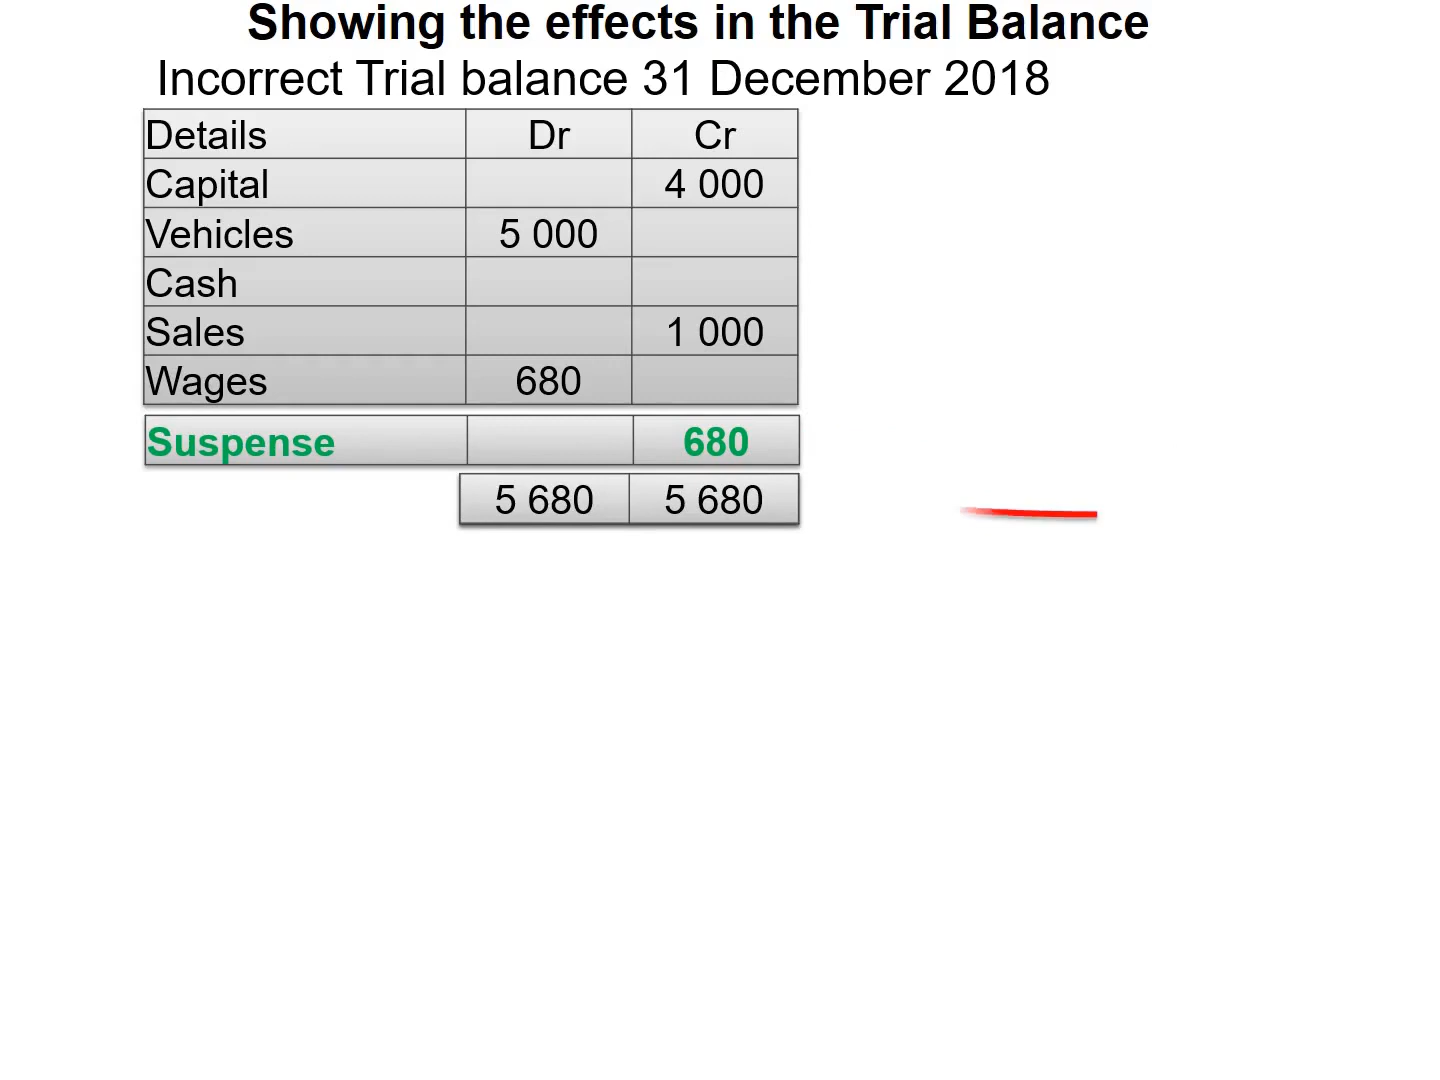 Showing the effects in the Trial Balance
Incorrect Trial balance 31 December 2018
Details Dr Cr
Capital 4 000
Vehicles 5 000
Cash
Sales 1 000
Wages 680
Suspense 680
5 680 5 680